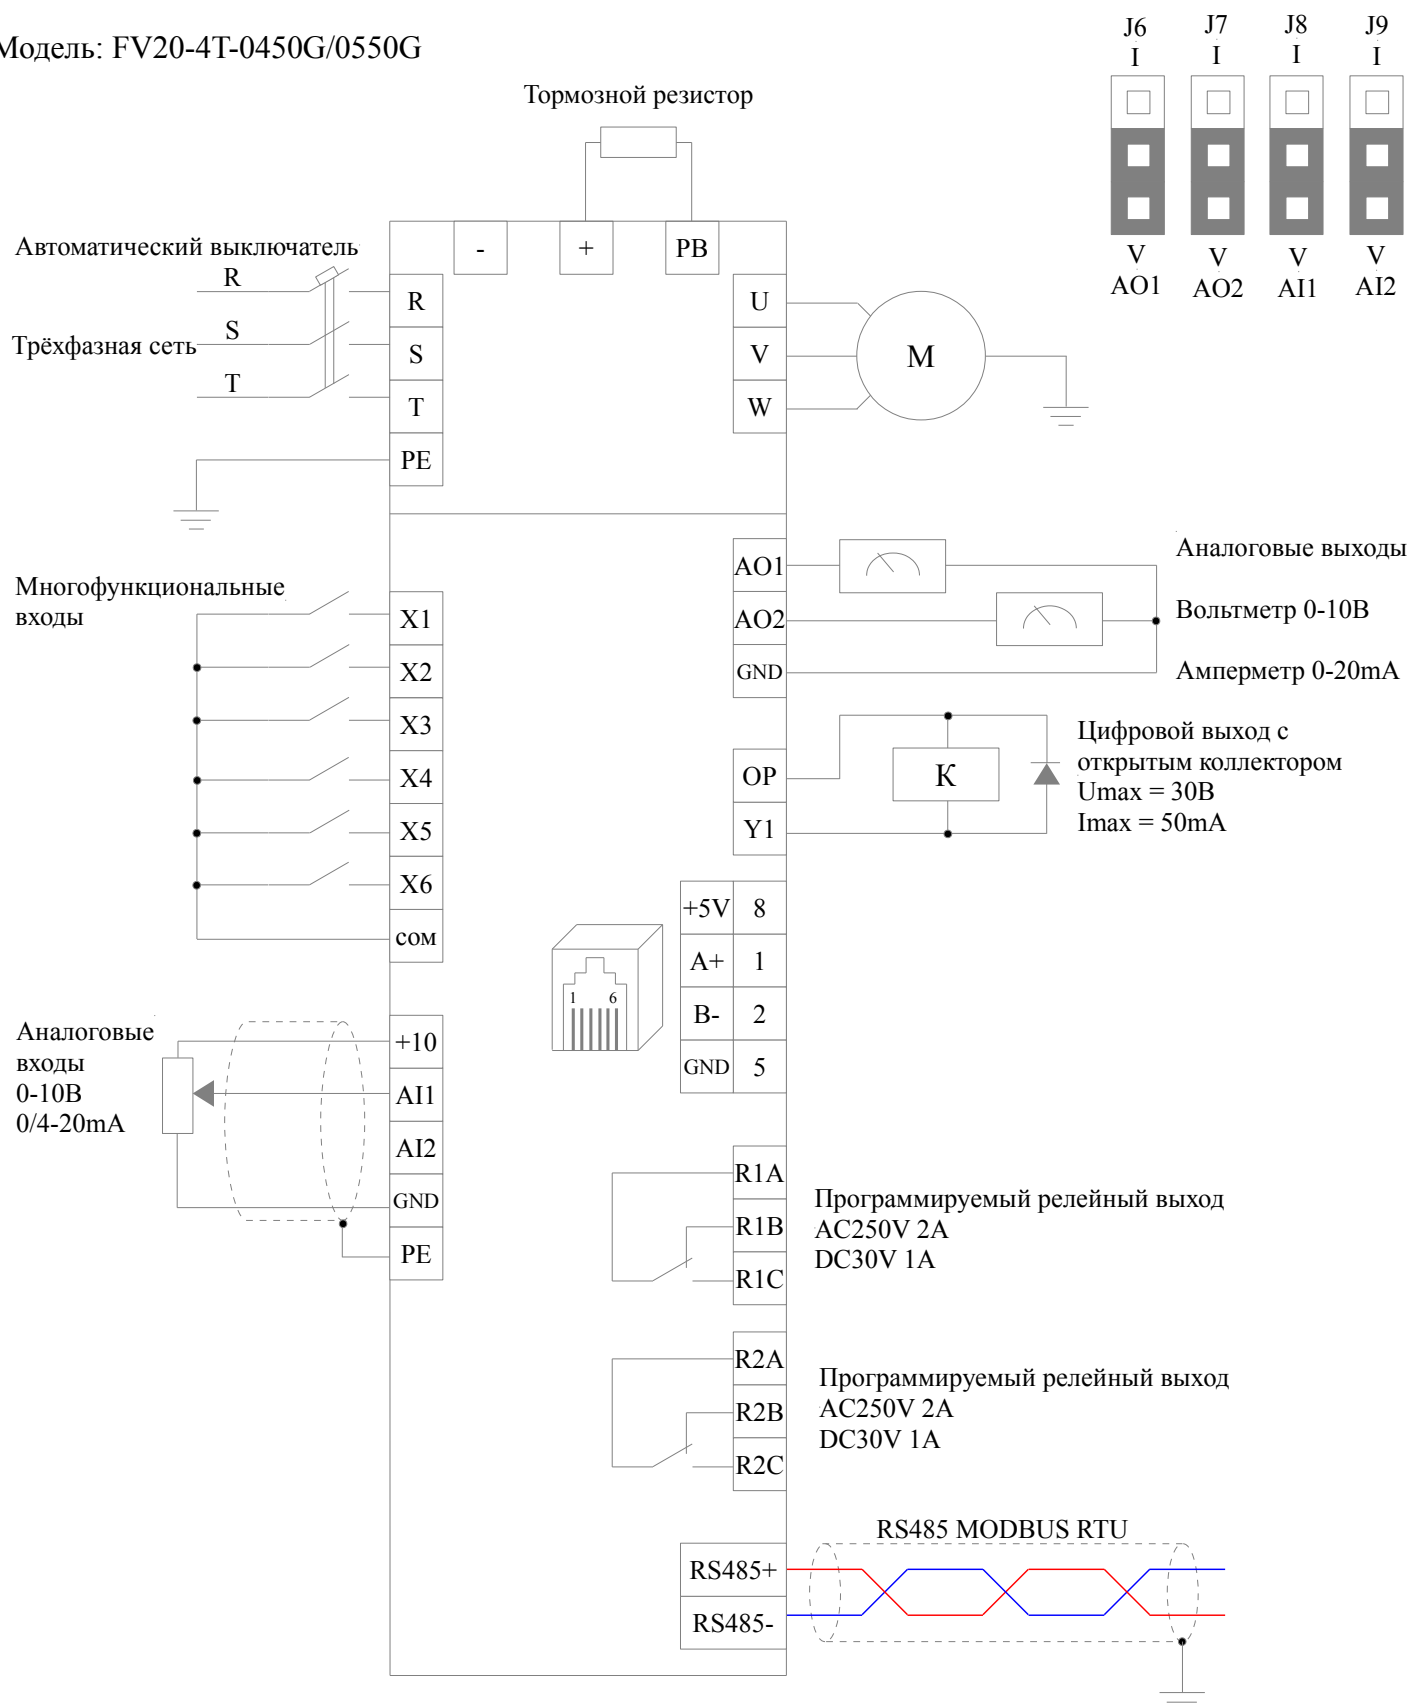 Модель: FV20-4T-0450G/0550G
J6 J7 J8 J9
I I I I
V V V V
AO1 AO2 AI1 AI2
Тормозной резистор
- + PB
Автоматический выключатель
R
S
T
Трёхфазная сеть
R
S
T
PE
U
V
W
M
Многофункциональные
входы
X1
X2
X3
X4
X5
X6
COM
AO1
AO2
GND
Аналоговые выходы
Вольтметр 0-10В
Амперметр 0-20mA
OP
Y1
K
Цифровой выход с
открытым коллектором
Umax = 30В
Imax = 50mA
+5V 8
A+ 1
B- 2
GND 5
1 6
Аналоговые
входы
0-10В
0/4-20mA
+10
AI1
AI2
GND
PE
R1A
R1B
R1C
Программируемый релейный выход
AC250V 2A
DC30V 1A
R2A
R2B
R2C
Программируемый релейный выход
AC250V 2A
DC30V 1A
RS485 MODBUS RTU
RS485+
RS485-